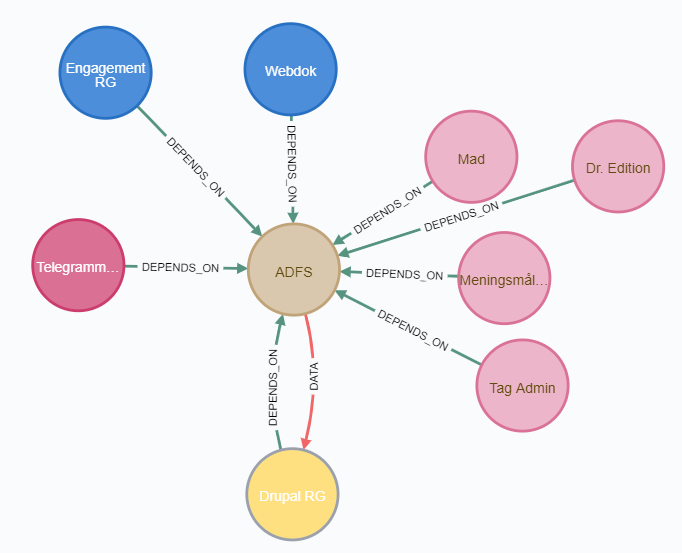 Engagement
RG
Webdok
DEPENDS_ON
DEPENDS_ON
Mad
Dr. Edition
DEPENDS_ON
DEPENDS_ON
Telegramm...
DEPENDS_ON
ADFS
DEPENDS_ON
Meningsmål...
DEPENDS_ON
Tag Admin
DEPENDS_ON
DATA
Drupal RG